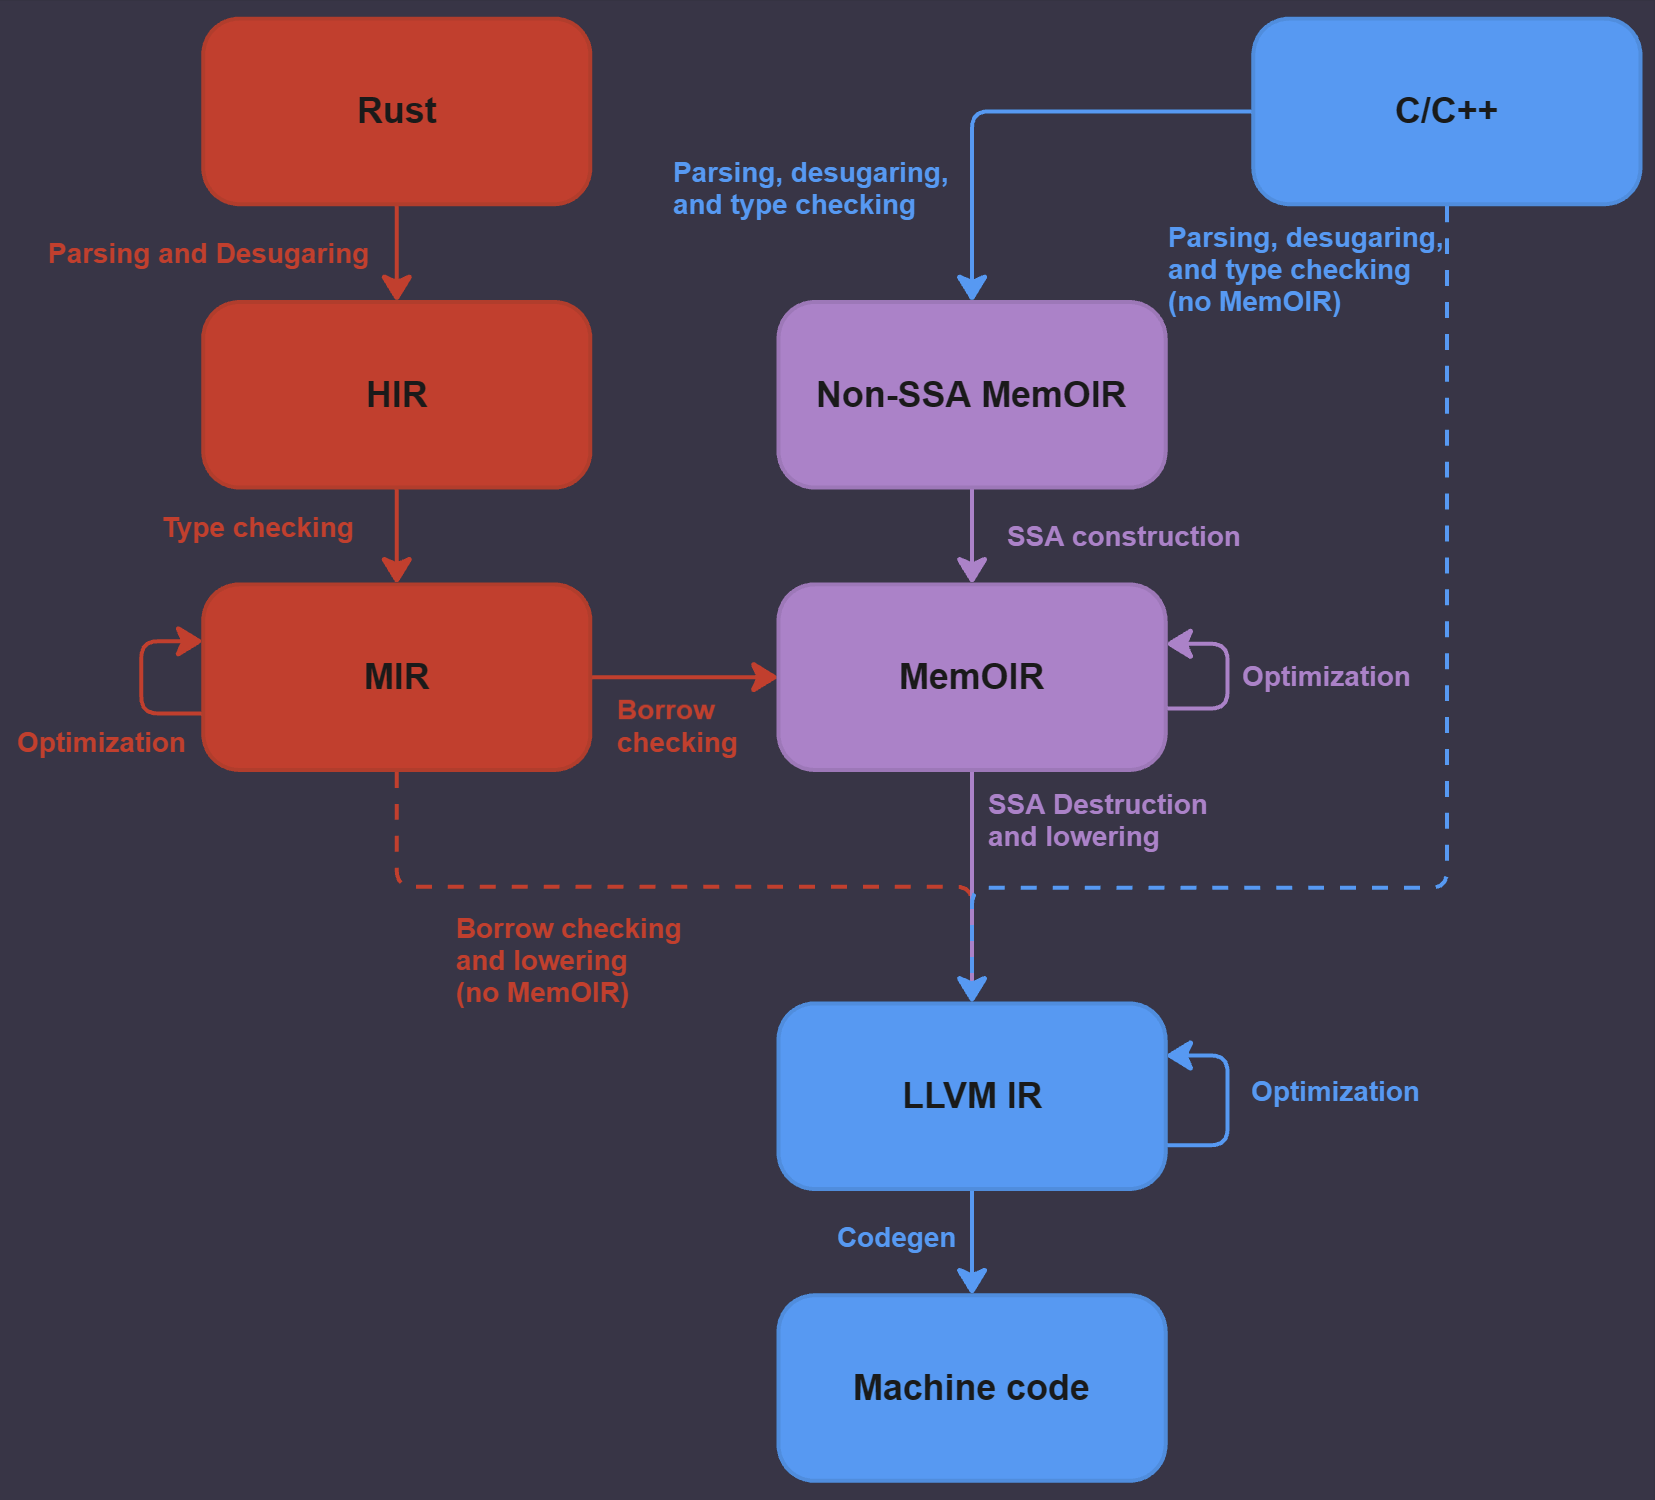 Rust
C/C++
Parsing, desugaring,
and type checking
Parsing and Desugaring
Parsing, desugaring,
and type checking
(no MemOIR)
HIR
Non-SSA MemOIR
Type checking
SSA construction
MIR
MemOIR
Optimization
Optimization
Borrow
checking
SSA Destruction
and lowering
Borrow checking
and lowering
(no MemOIR)
LLVM IR
Optimization
Codegen
Machine code